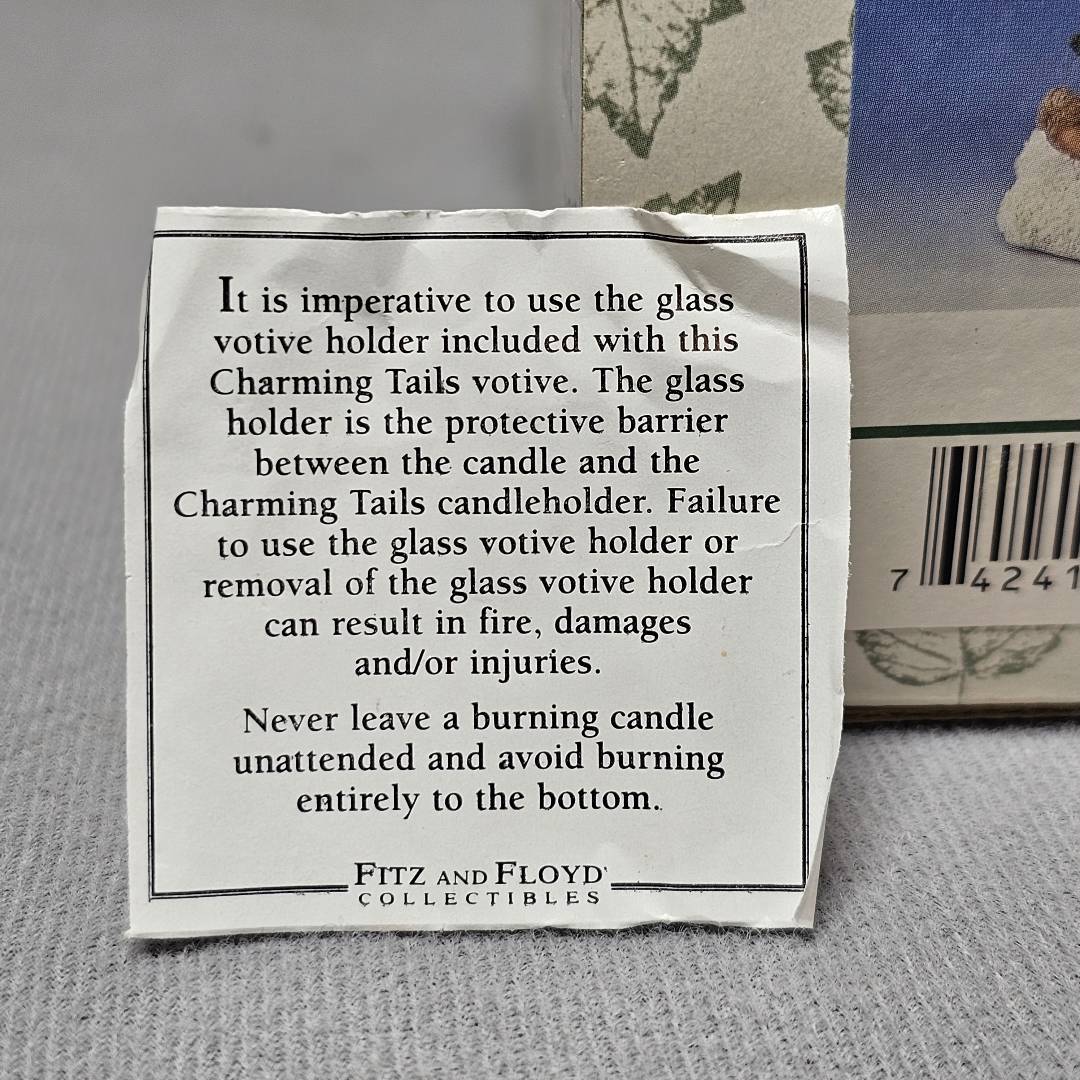 It is imperative to use the glass
votive holder included with this
Charming Tails votive. The glass
holder is the protective barrier
between the candle and the
Charming Tails candleholder. Failure
to use the glass votive holder or
removal of the glass votive holder
can result in fire, damages
and/or injuries.
Never leave a burning candle
unattended and avoid burning
entirely to the bottom.
FITZ AND FLOYD
COLLECTIBLES
7 4241